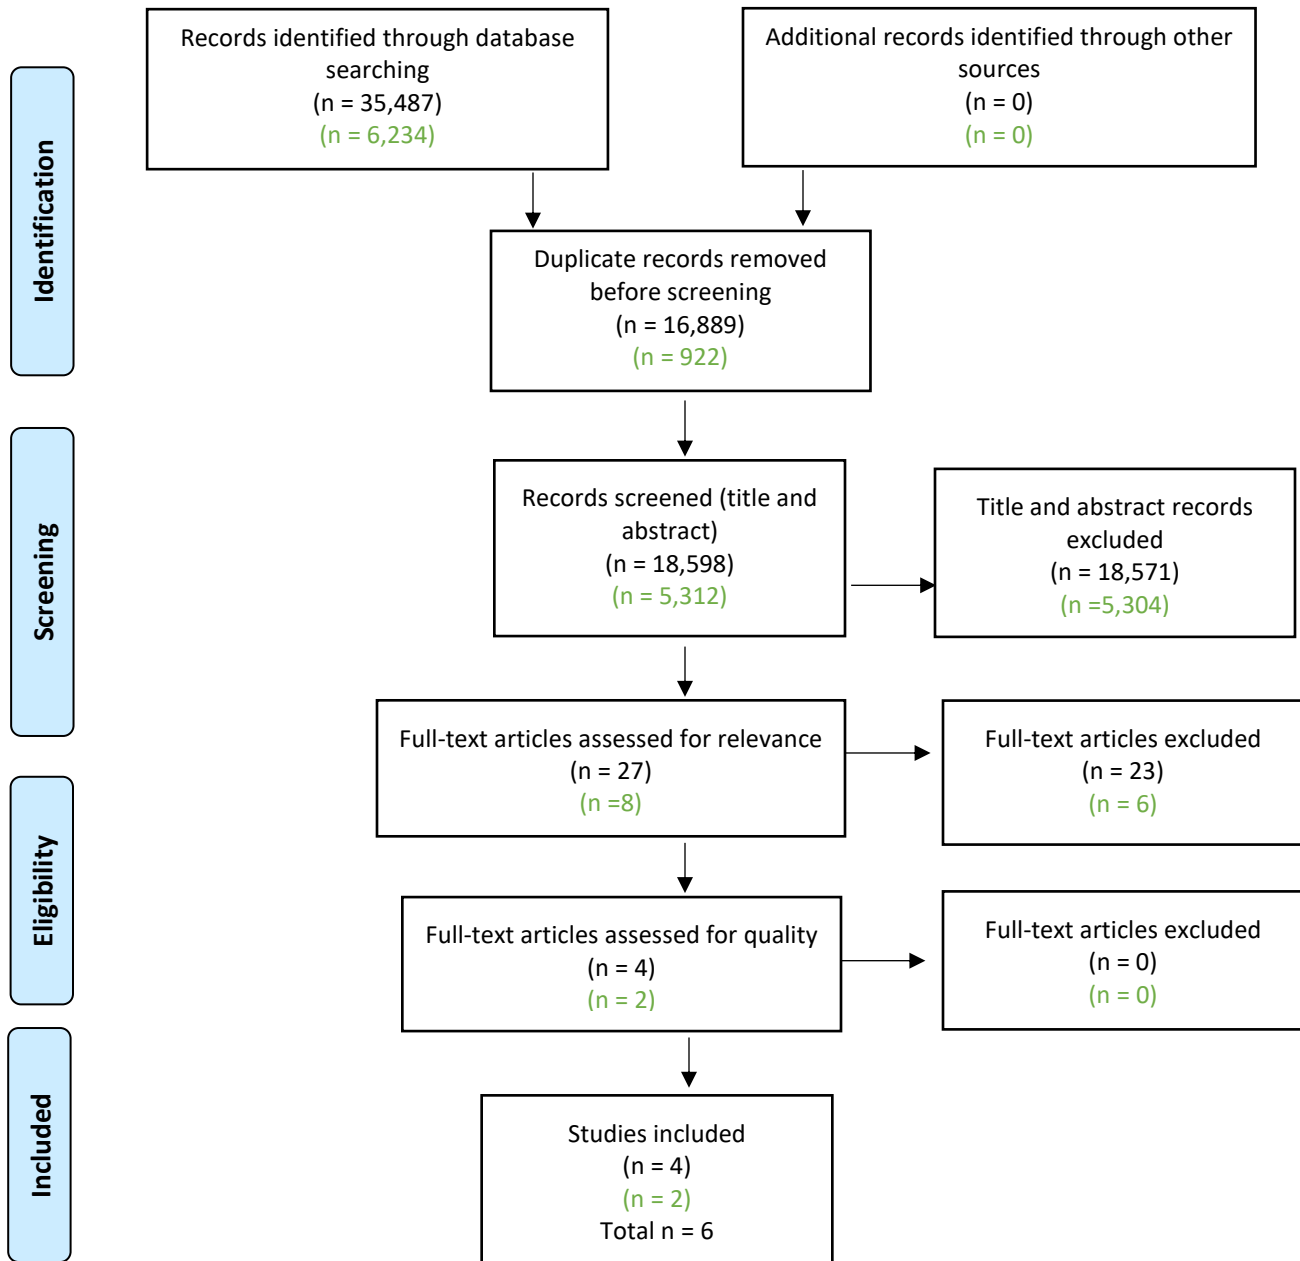 Records identified through database
searching
(n = 35,487)
(n = 6,234)
Additional records identified through other
sources
(n = 0)
(n = 0)
Identification
Duplicate records removed
before screening
(n = 16,889)
(n = 922)
Screening
Records screened (title and
abstract)
(n = 18,598)
(n = 5,312)
Title and abstract records
excluded
(n = 18,571)
(n =5,304)
Full-text articles assessed for relevance
(n = 27)
(n =8)
Full-text articles excluded
(n = 23)
(n = 6)
Eligibility
Full-text articles assessed for quality
(n = 4)
(n = 2)
Full-text articles excluded
(n = 0)
(n = 0)
Included
Studies included
(n = 4)
(n = 2)
Total n = 6